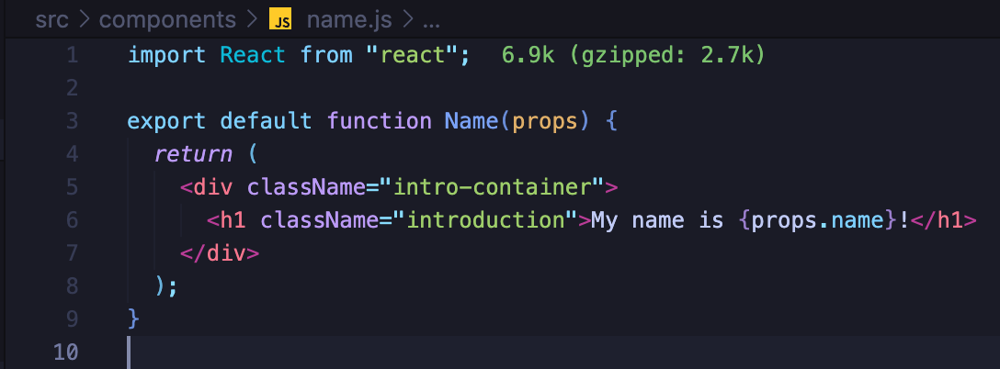 src > components > JS name.js > ...
1 import React from "react"; 6.9k (gzipped: 2.7k)
2
3 export default function Name(props) {
4   return (
5     <div className="intro-container">
6       <h1 className="introduction">My name is {props.name}!</h1>
7     </div>
8   );
9 }
10